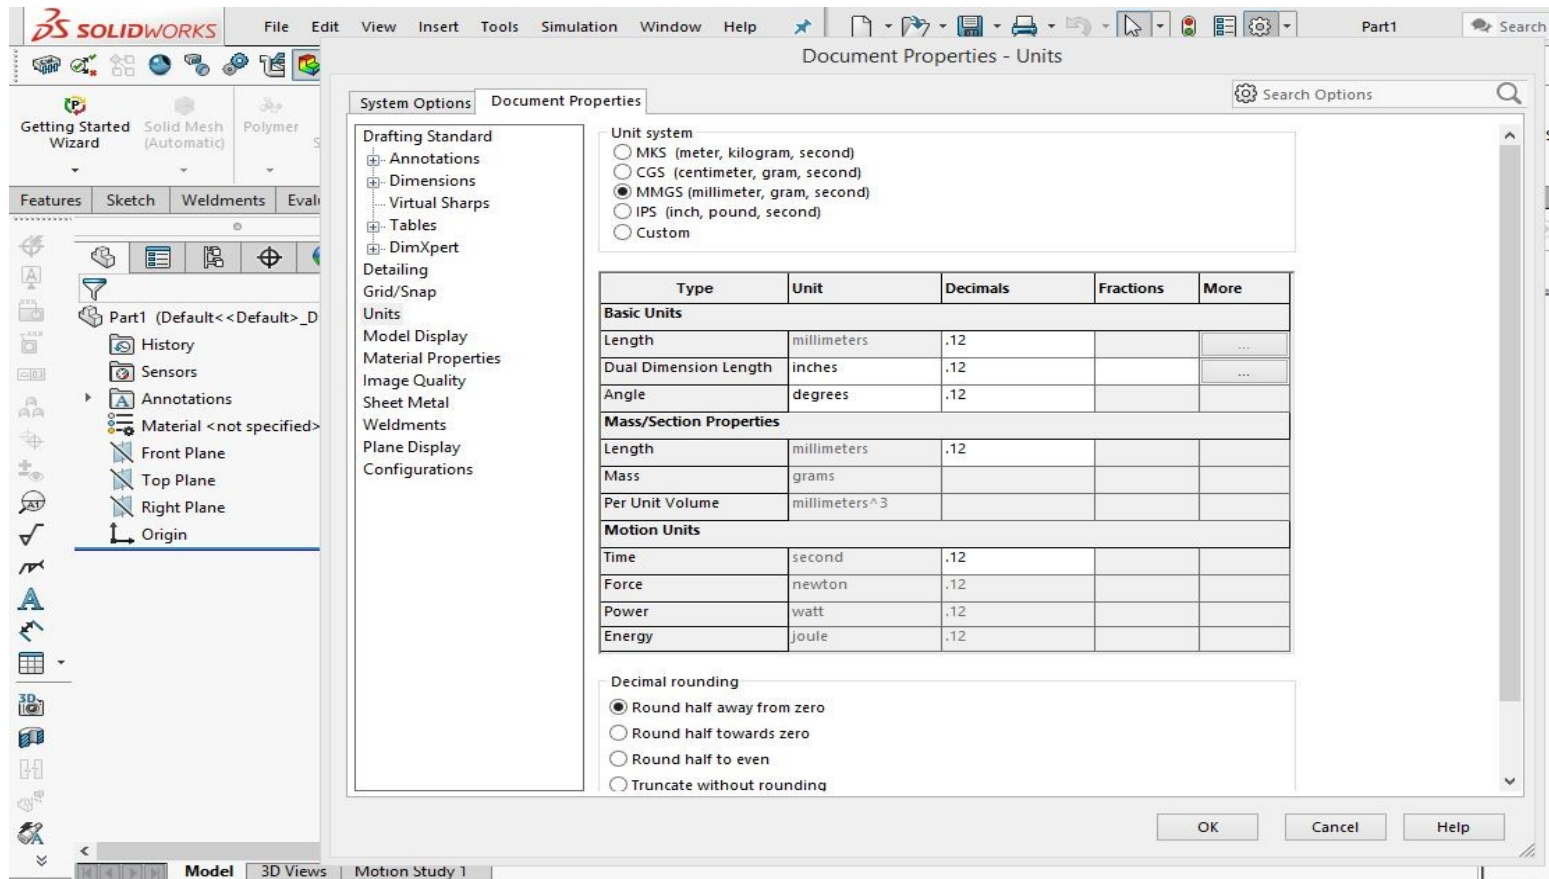 SOLIDWORKS
File Edit View Insert Tools Simulation Window Help
Part1
Search
Document Properties - Units
Getting Started Wizard
Solid Mesh (Automatic)
Polymer
Features Sketch Weldments
System Options Document Properties
Search Options
Part1 (Default<<Default>_D
History
Sensors
Annotations
Material <not specified>
Front Plane
Top Plane
Right Plane
Origin
Drafting Standard
Annotations
Dimensions
Virtual Sharps
Tables
DimXpert
Detailing
Grid/Snap
Units
Model Display
Material Properties
Image Quality
Sheet Metal
Weldments
Plane Display
Configurations
Unit system
MKS (meter, kilogram, second)
CGS (centimeter, gram, second)
MMGS (millimeter, gram, second)
IPS (inch, pound, second)
Custom
Type Unit Decimals Fractions More
Basic Units
Length millimeters .12 ...
Dual Dimension Length inches .12 ...
Angle degrees .12
Mass/Section Properties
Length millimeters .12
Mass grams
Per Unit Volume millimeters^3
Motion Units
Time second .12
Force newton .12
Power watt .12
Energy joule .12
Decimal rounding
Round half away from zero
Round half towards zero
Round half to even
Truncate without rounding
OK Cancel Help
Model 3D Views Motion Study 1